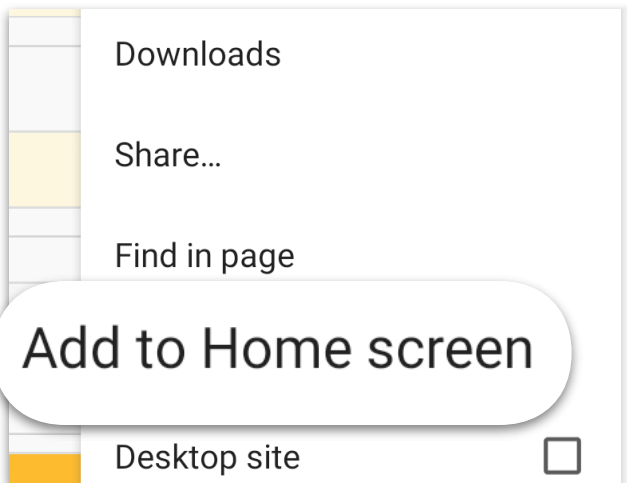 Downloads
Share...
Find in page
Add to Home screen
Desktop site